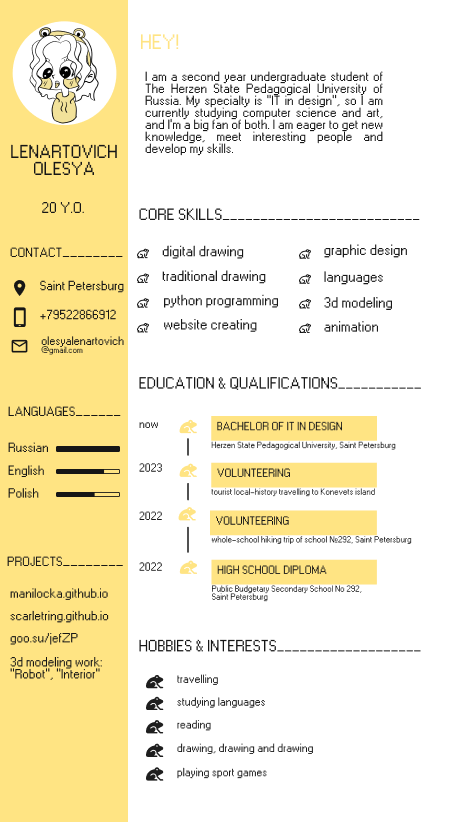 LENARTOVICH
OLESYA
20 Y.O.
CONTACT________
Saint Petersburg
+79522866912
olesyalenartovich
@gmail.com
LANGUAGES______
Russian
English
Polish
PROJECTS________
manilocka.github.io
scarletring.github.io
goo.su/jefZP
3d modeling work:
"Robot", "Interior"
HEY!
I am a second year undergraduate student of
The Herzen State Pedagogical University of
Russia. My specialty is "IT in design", so I am
currently studying computer science and art,
and I'm a big fan of both. I am eager to get new
knowledge, meet interesting people and
develop my skills.
CORE SKILLS__________________________
digital drawing
traditional drawing
python programming
website creating
graphic design
languages
3d modeling
animation
EDUCATION & QUALIFICATIONS___________
now
BACHELOR OF IT IN DESIGN
Herzen State Pedagogical University, Saint Petersburg
2023
VOLUNTEERING
tourist local-history travelling to Konevets island
2022
VOLUNTEERING
whole-school hiking trip of school №292, Saint Petersburg
2022
HIGH SCHOOL DIPLOMA
Public Budgetary Secondary School No 292,
Saint Petersburg
HOBBIES & INTERESTS___________________
travelling
studying languages
reading
drawing, drawing and drawing
playing sport games